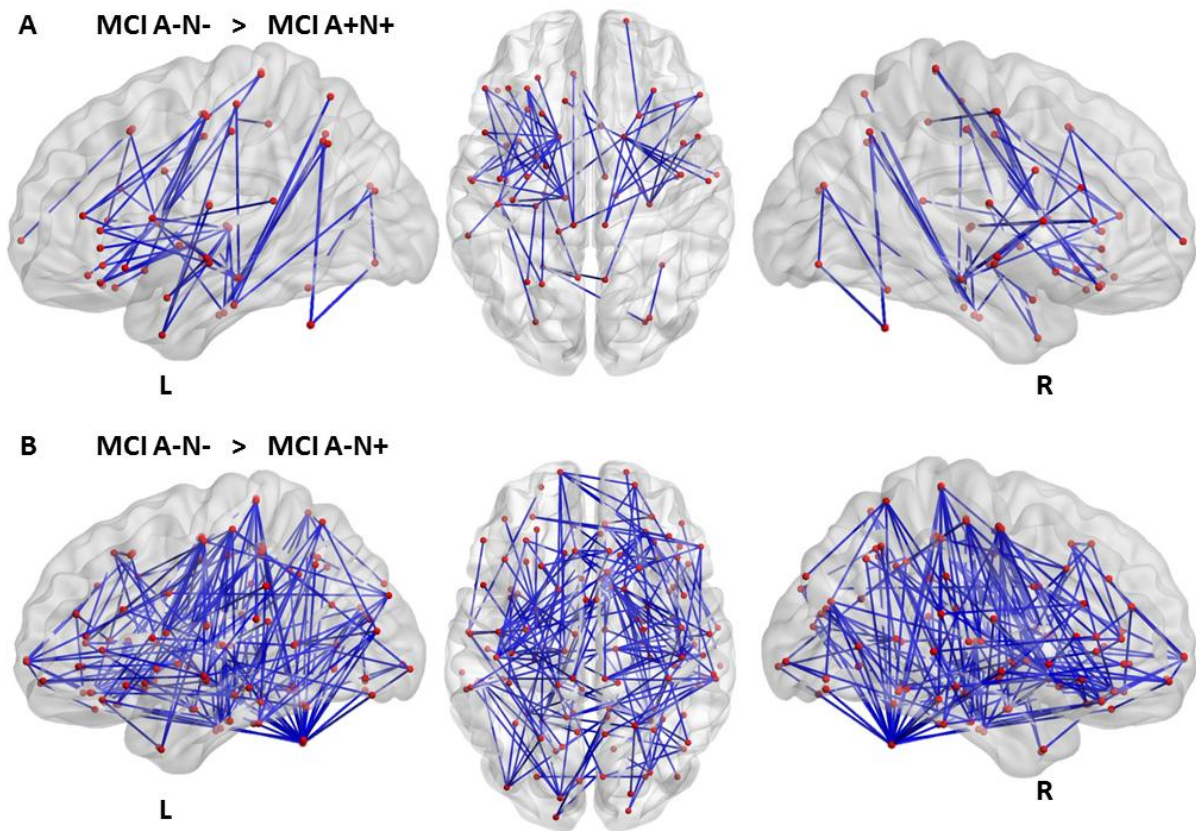 A MCI A-N- > MCI A+N+
L R
B MCI A-N- > MCI A-N+
L R